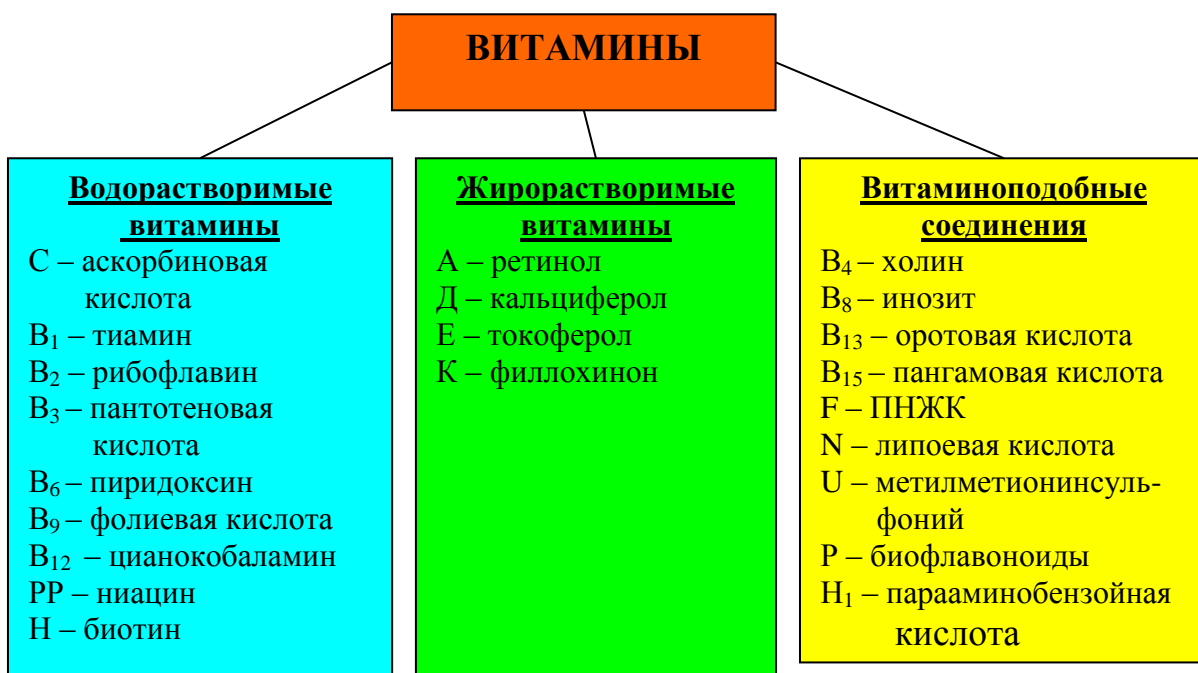 ВИТАМИНЫ
Водорастворимые
витамины
С – аскорбиновая
кислота
В₁ – тиамин
В₂ – рибофлавин
В₃ – пантотеновая
кислота
В₆ – пиридоксин
В₉ – фолиевая кислота
В₁₂ – цианокобаламин
РР – ниацин
Н – биотин
Жирорастворимые
витамины
А – ретинол
Д – кальциферол
Е – токоферол
К – филлохинон
Витаминоподобные
соединения
В₄ – холин
В₈ – инозит
В₁₃ – оротовая кислота
В₁₅ – пангамовая кислота
F – ПНЖК
N – липоевая кислота
U – метилметионинсуль-
фоний
Р – биофлавоноиды
Н₁ – парааминобензойная
кислота